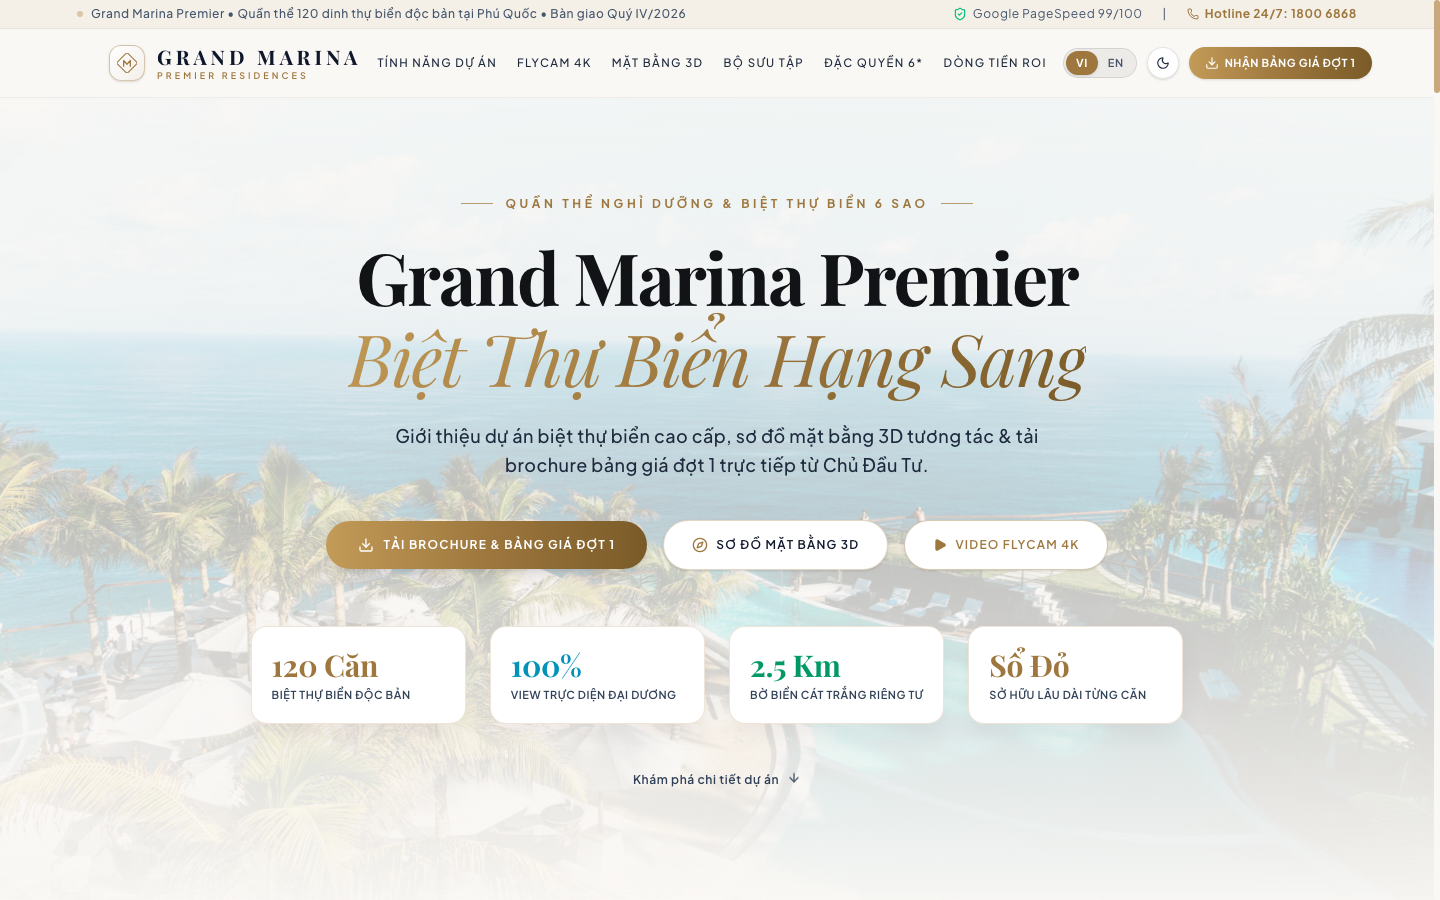 Grand Marina Premier • Quần thể 120 dinh thự biển độc bản tại Phú Quốc • Bàn giao Quý IV/2026
Google PageSpeed 99/100 | Hotline 24/7: 1800 6868
GRAND MARINA
PREMIER RESIDENCES
TÍNH NĂNG DỰ ÁN FLYCAM 4K MẶT BẰNG 3D BỘ SƯU TẬP ĐẶC QUYỀN 6* DÒNG TIỀN ROI VI EN NHẬN BẢNG GIÁ ĐỢT 1
QUẦN THỂ NGHỈ DƯỠNG & BIỆT THỰ BIỂN 6 SAO
Grand Marina Premier
Biệt Thự Biển Hạng Sang
Giới thiệu dự án biệt thự biển cao cấp, sơ đồ mặt bằng 3D tương tác & tải
brochure bảng giá đợt 1 trực tiếp từ Chủ Đầu Tư.
TẢI BROCHURE & BẢNG GIÁ ĐỢT 1 SƠ ĐỒ MẶT BẰNG 3D VIDEO FLYCAM 4K
120 Căn
BIỆT THỰ BIỂN ĐỘC BẢN
100%
VIEW TRỰC DIỆN ĐẠI DƯƠNG
2.5 Km
BỜ BIỂN CÁT TRẮNG RIÊNG TƯ
Sổ Đỏ
SỞ HỮU LÂU DÀI TỪNG CĂN
Khám phá chi tiết dự án